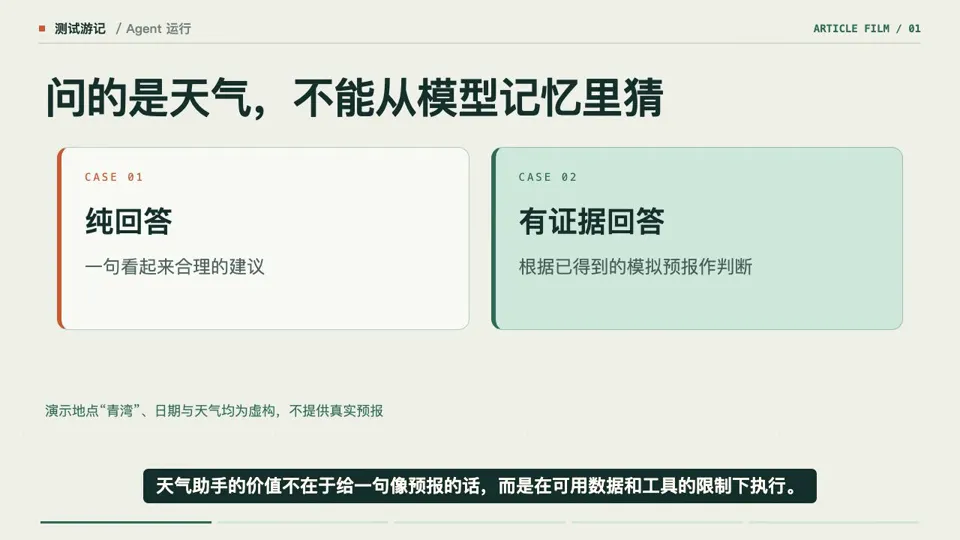 测试游记 / Agent 运行
ARTICLE FILM / 01
问的是天气，不能从模型记忆里猜
CASE 01
纯回答
一句看起来合理的建议
CASE 02
有证据回答
根据已得到的模拟预报作判断
演示地点“青湾”、日期与天气均为虚构，不提供真实预报
天气助手的价值不在于给一句像预报的话，而是在可用数据和工具的限制下执行。